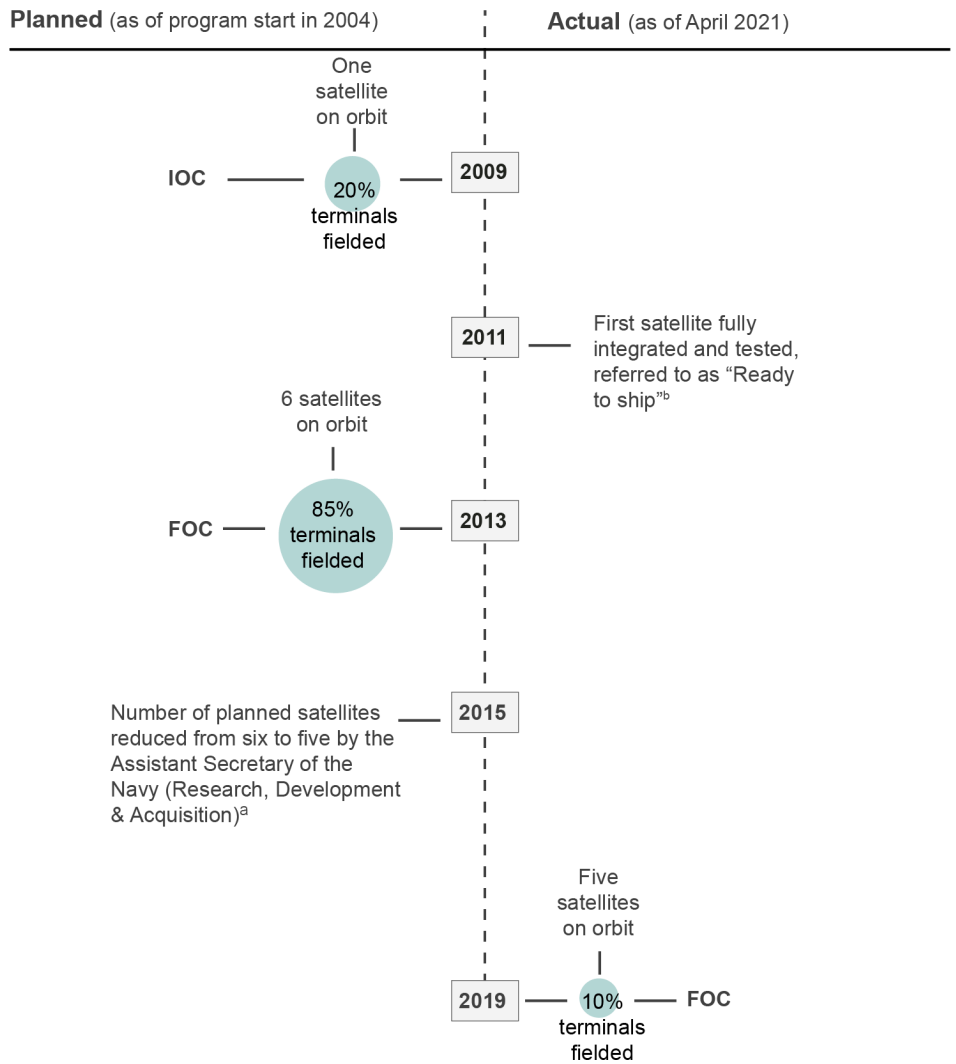 Planned (as of program start in 2004)
Actual (as of April 2021)
One
satellite
on orbit
IOC
20%
terminals
fielded
2009
2011
First satellite fully
integrated and tested,
referred to as “Ready
to ship”ᵇ
6 satellites
on orbit
FOC
85%
terminals
fielded
2013
Number of planned satellites
reduced from six to five by the
Assistant Secretary of the
Navy (Research, Development
& Acquisition)ᵃ
2015
Five
satellites
on orbit
2019
10%
terminals
fielded
FOC